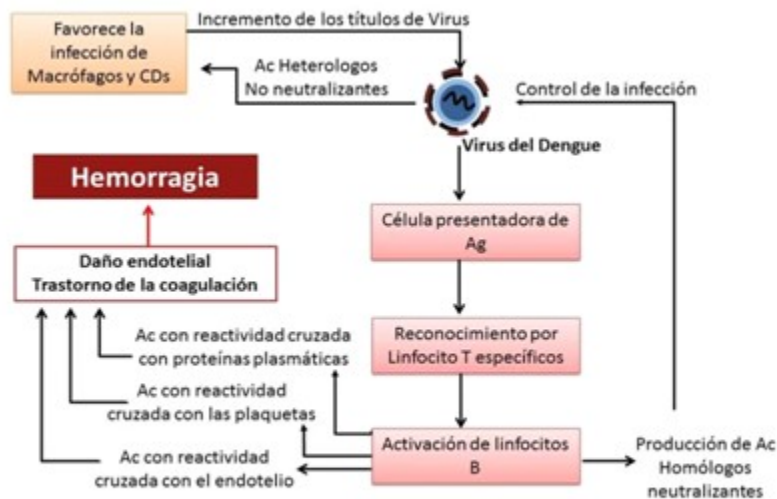 Favorece la
infección de
Macrófagos y CDs
Incremento de los títulos de Virus
Ac Heterologos
No neutralizantes
Control de la infección
Virus del Dengue
Hemorragia
Célula presentadora de
Ag
Daño endotelial
Trastorno de la coagulación
Reconocimiento por
Linfocito T específicos
Ac con reactividad cruzada
con proteínas plasmáticas
Ac con reactividad
cruzada con las plaquetas
Ac con reactividad
cruzada con el endotelio
Activación de linfocitos
B
Producción de Ac
Homólogos
neutralizantes